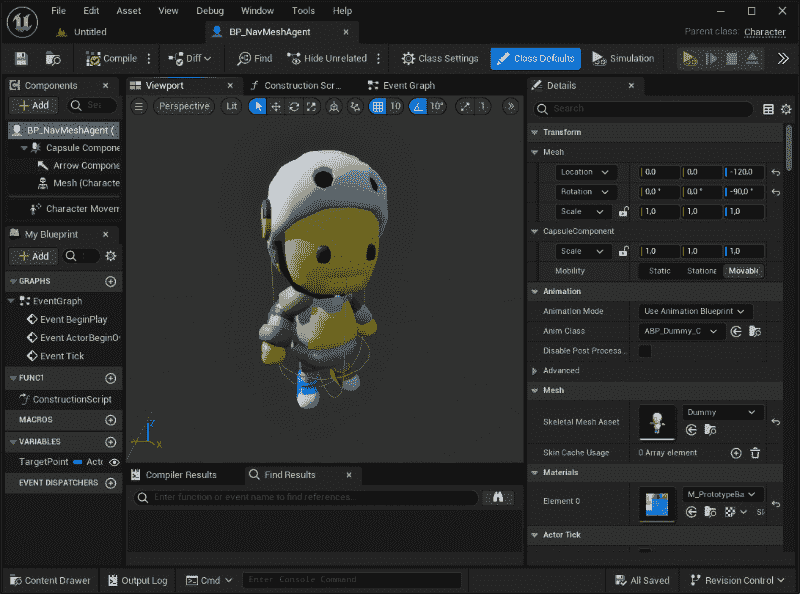 File Edit Asset View Debug Window Tools Help
Untitled BP_NavMeshAgent Parent class: Character
Compile Diff Find Hide Unrelated Class Settings Class Defaults Simulation
Components Viewport Construction Scr... Event Graph Details
Add Perspective Lit 10 10° 1 Search
BP_NavMeshAgent (
Capsule Compone
Arrow Compone
Mesh (Characte
Character Movem
My Blueprint
Add
GRAPHS
EventGraph
Event BeginPlay
Event ActorBeginO
Event Tick
FUNCT
ConstructionScript
MACROS
VARIABLES
TargetPoint Acto
EVENT DISPATCHERS
Z
X
Transform
Mesh
Location 0,0 0,0 -120,0
Rotation 0,0 ° 0,0 ° -90,0 °
Scale 1,0 1,0 1,0
CapsuleComponent
Scale 1,0 1,0 1,0
Mobility Static Stationa Movable
Animation
Animation Mode Use Animation Blueprint
Anim Class ABP_Dummy_C
Disable Post Process ..
Advanced
Mesh
Skeletal Mesh Asset Dummy
Skin Cache Usage 0 Array element
Materials
Element 0 M_PrototypeBa
Actor Tick
Compiler Results Find Results
Enter function or event name to find references...
Content Drawer Output Log Cmd Enter Console Command All Saved Revision Control